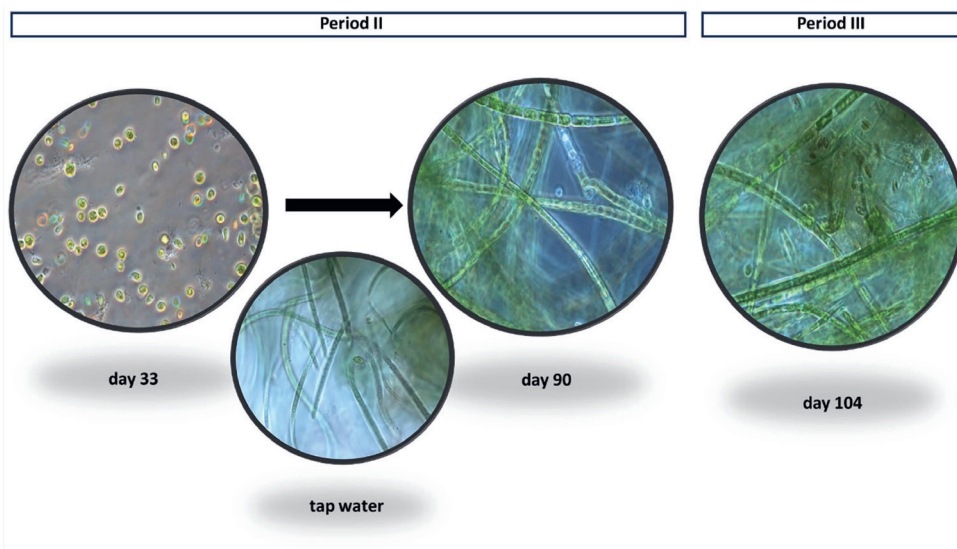 Period II
Period III
day 33
day 90
day 104
tap water